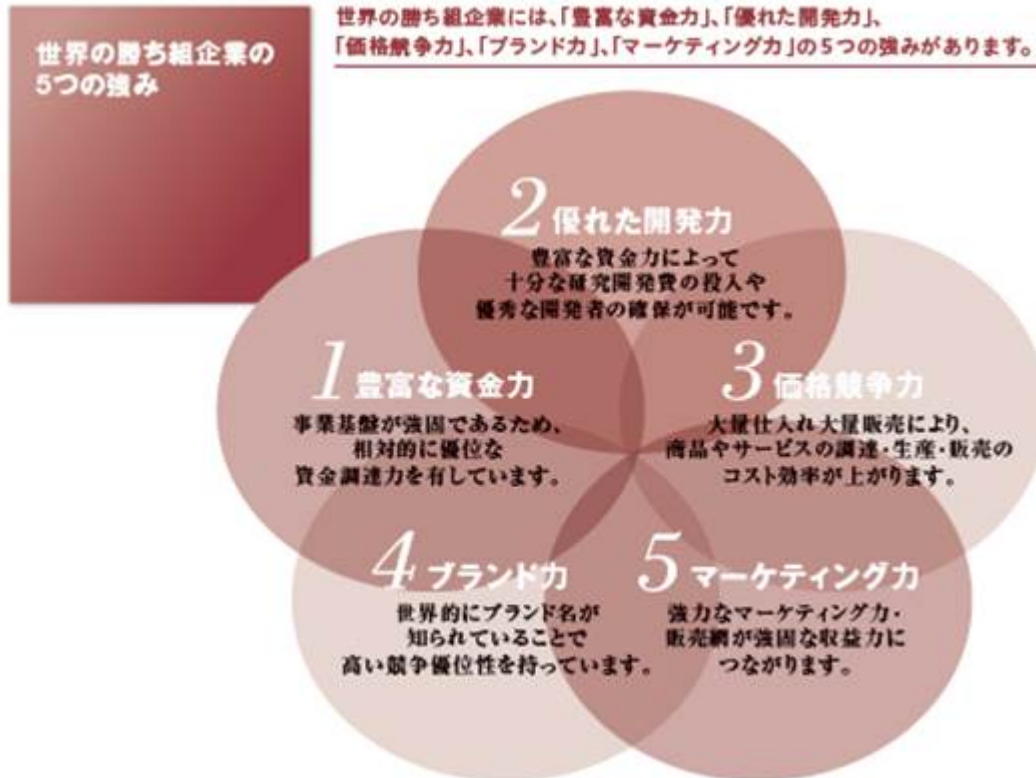 世界の勝ち組企業の
5つの強み
世界の勝ち組企業には、「豊富な資金力」、「優れた開発力」、
「価格競争力」、「ブランド力」、「マーケティング力」の5つの強みがあります。
1 豊富な資金力
事業基盤が強固であるため、
相対的に優位な
資金調達力を有しています。
2 優れた開発力
豊富な資金力によって
十分な研究開発費の投入や
優秀な開発者の確保が可能です。
3 価格競争力
大量仕入れ大量販売により、
商品やサービスの調達・生産・販売の
コスト効率が上がります。
4 ブランド力
世界的にブランド名が
知られていることで
高い競争優位性を持っています。
5 マーケティング力
強力なマーケティング力・
販売網が強固な収益力に
つながります。